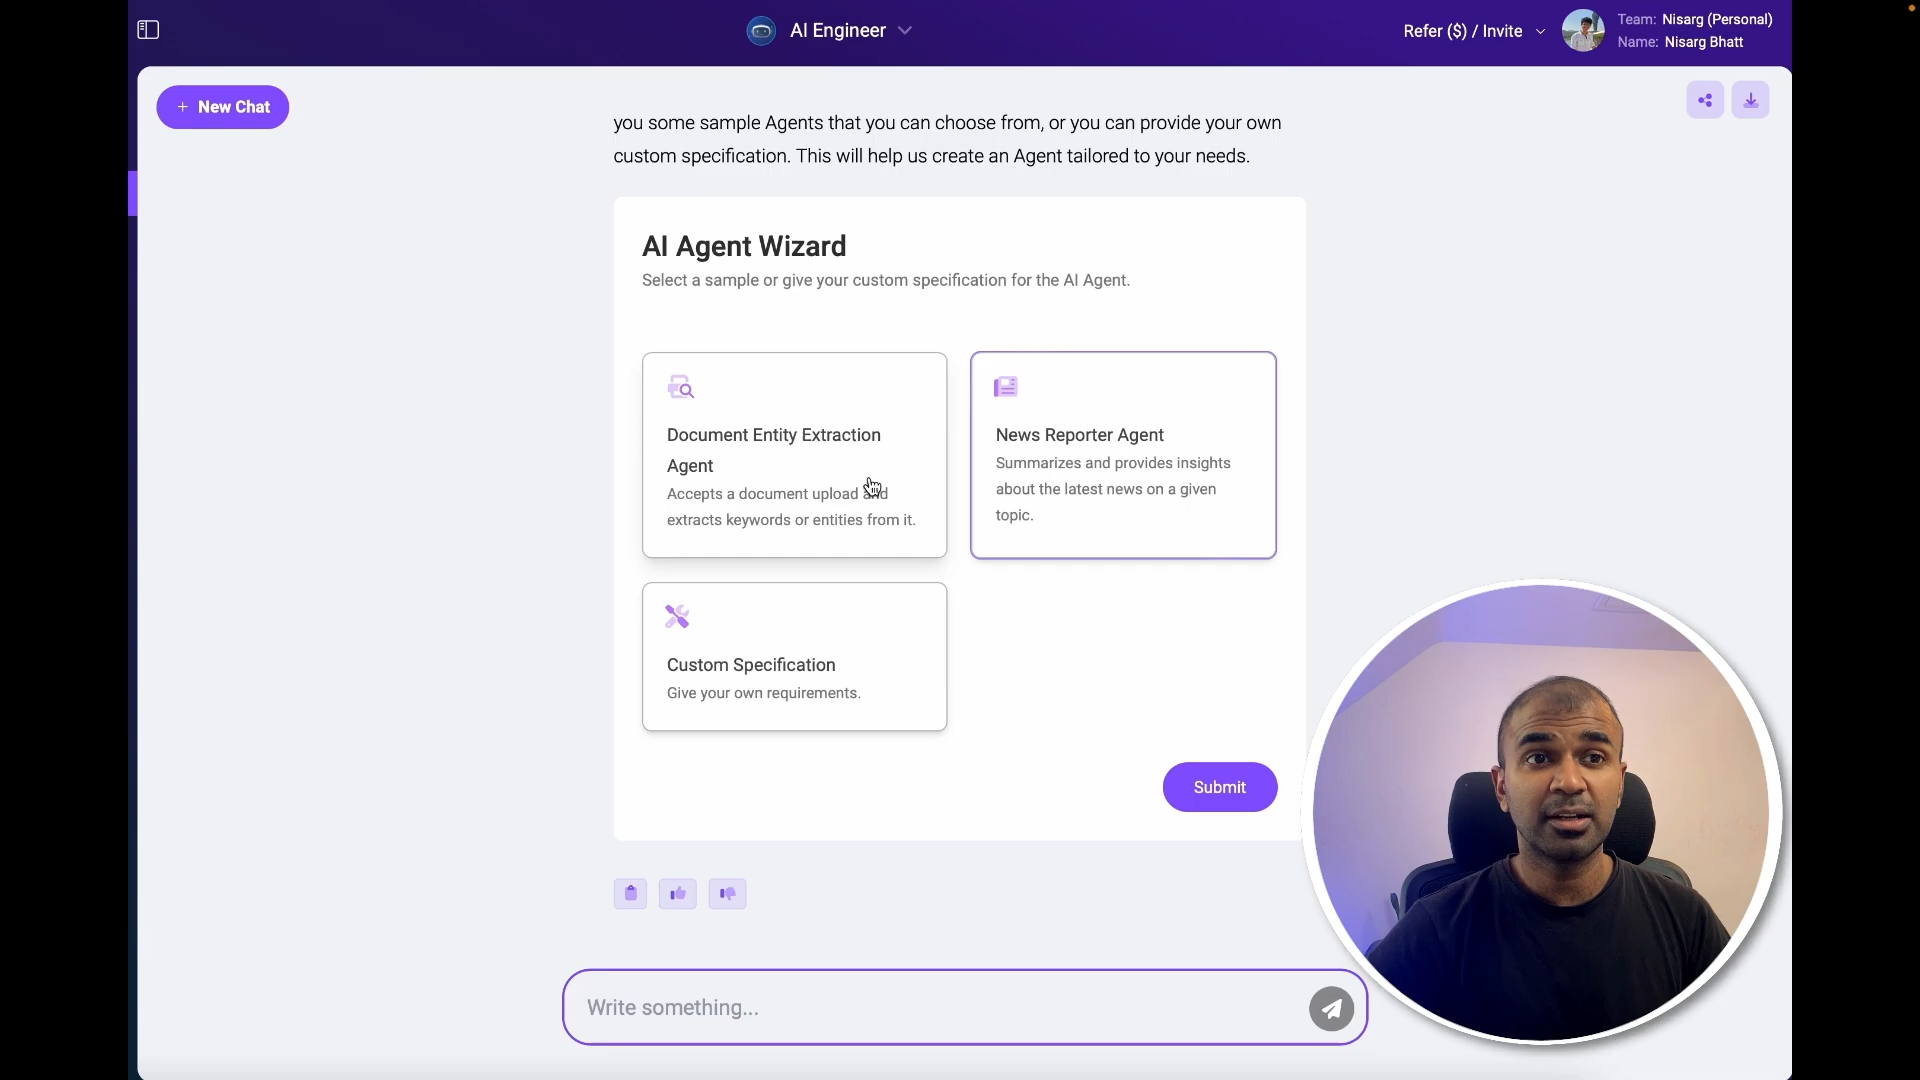 AI Engineer
Refer ($) / Invite
Team: Nisarg (Personal)
Name: Nisarg Bhatt
+ New Chat
you some sample Agents that you can choose from, or you can provide your own
custom specification. This will help us create an Agent tailored to your needs.
AI Agent Wizard
Select a sample or give your custom specification for the AI Agent.
Document Entity Extraction
Agent
Accepts a document upload and
extracts keywords or entities from it.
News Reporter Agent
Summarizes and provides insights
about the latest news on a given
topic.
Custom Specification
Give your own requirements.
Submit
Write something...